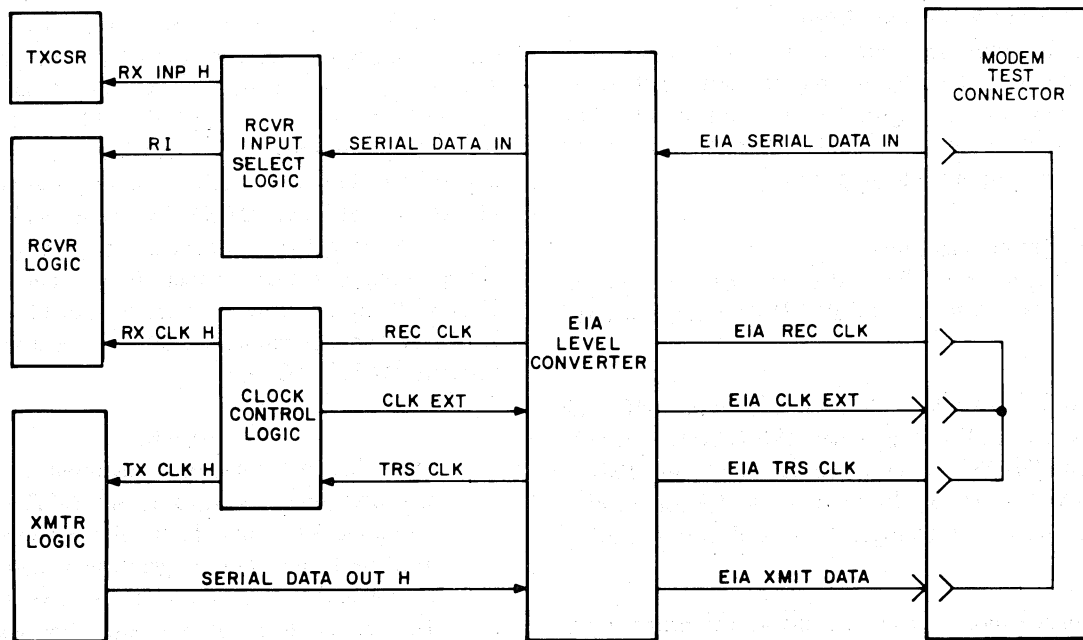 TXCSR
RX INP H
RI
RCVR
INPUT
SELECT
LOGIC
SERIAL DATA IN
EIA SERIAL DATA IN
MODEM
TEST
CONNECTOR
RCVR
LOGIC
RX CLK H
CLOCK
CONTROL
LOGIC
REC CLK
CLK EXT
TRS CLK
EIA
LEVEL
CONVERTER
EIA REC CLK
EIA CLK EXT
EIA TRS CLK
TX CLK H
XMTR
LOGIC
SERIAL DATA OUT H
EIA XMIT DATA